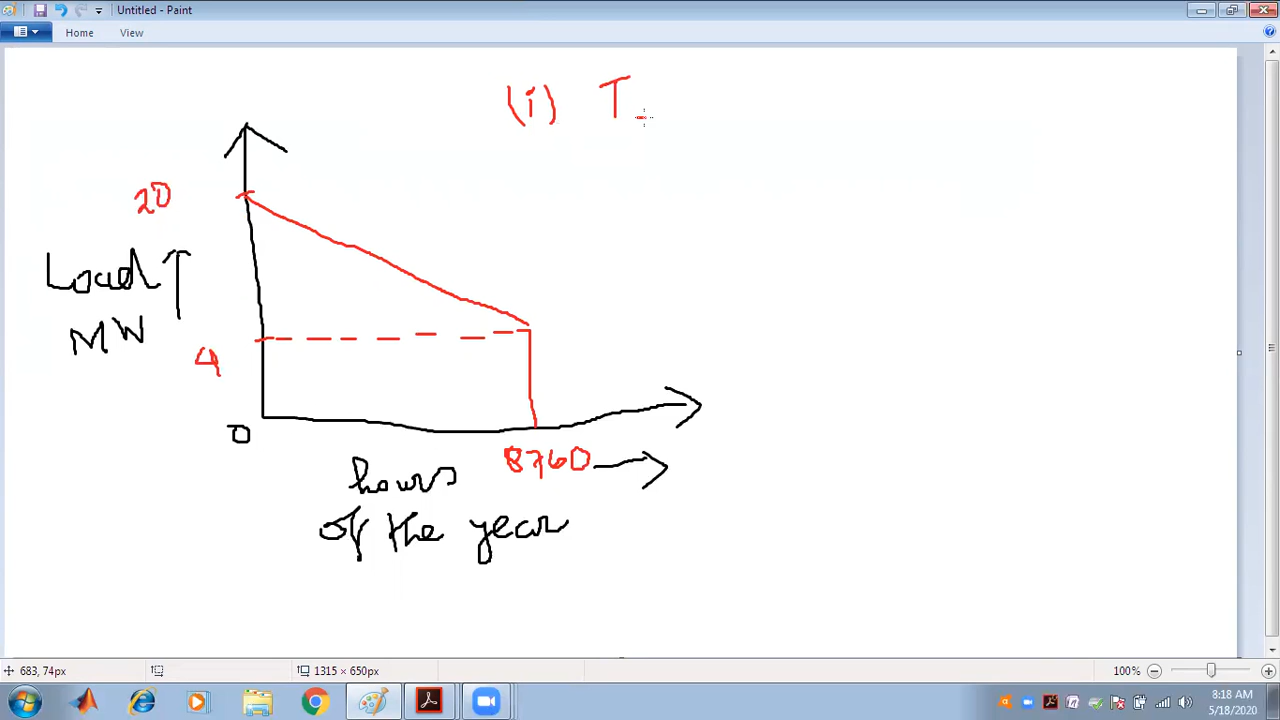 Untitled - Paint
Home View
(i) T
20
Load
MW
4
0
8760
hours
of the year
683, 74px
1315 × 650px
100%
8:18 AM
5/18/2020